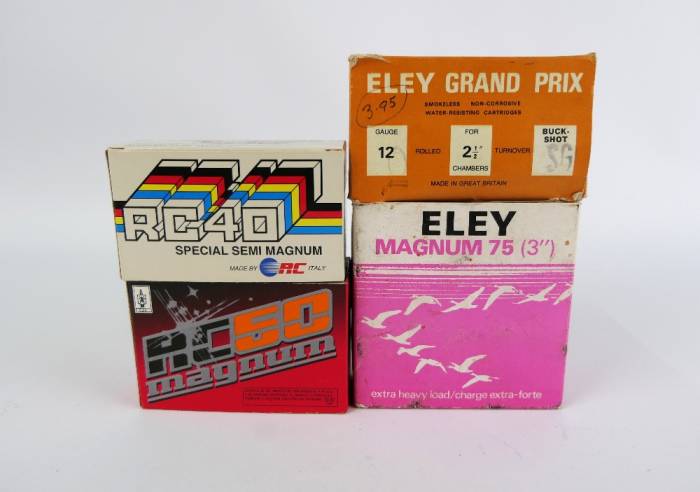 RC40
SPECIAL SEMI MAGNUM
MADE BY RC ITALY
RC50
magnum
ELEY GRAND PRIX
3.95
SMOKELESS NON-CORROSIVE
WATER-RESISTING CARTRIDGES
GAUGE
12
ROLLED
FOR
2 1/2"
CHAMBERS
TURNOVER
BUCK-
SHOT
SG
MADE IN GREAT BRITAIN
ELEY
MAGNUM 75 (3")
extra heavy load/charge extra-forte